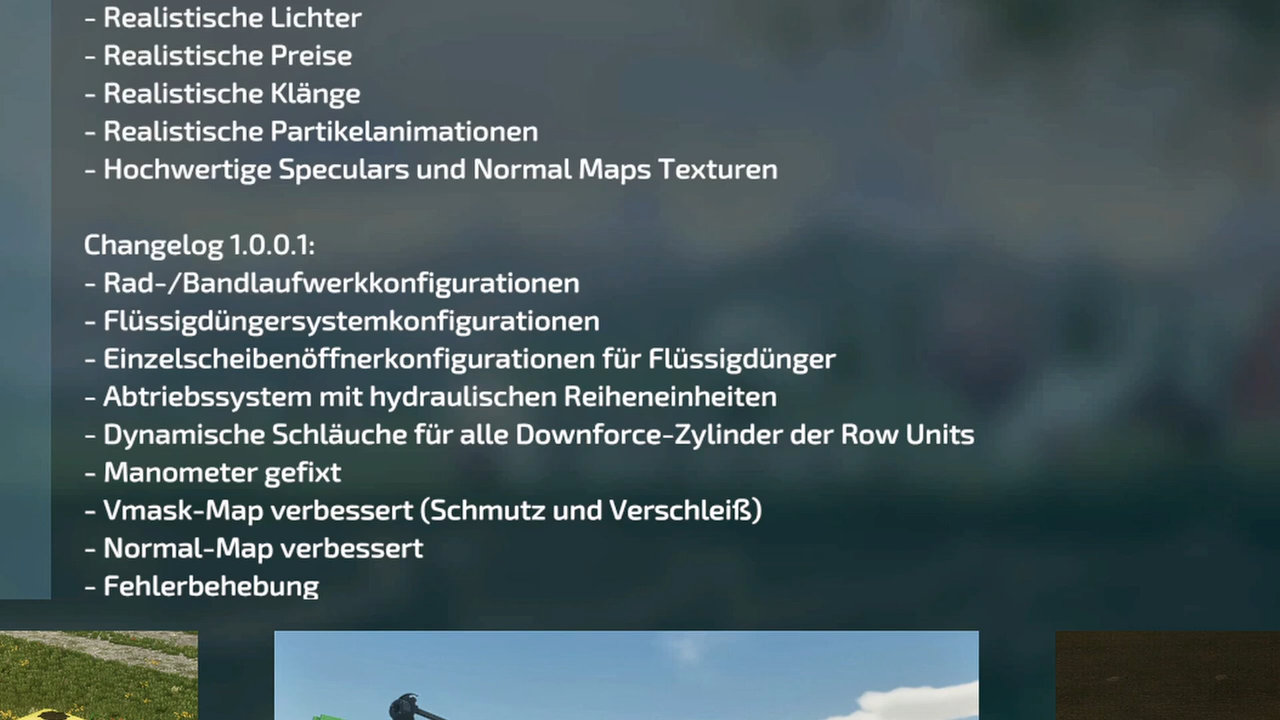 - Realistische Lichter
- Realistische Preise
- Realistische Klänge
- Realistische Partikelanimationen
- Hochwertige Speculars und Normal Maps Texturen
Changelog 1.0.0.1:
- Rad-/Bandlaufwerkkonfigurationen
- Flüssigdüngersystemkonfigurationen
- Einzelscheibenöffnerkonfigurationen für Flüssigdünger
- Abtriebssystem mit hydraulischen Reiheneinheiten
- Dynamische Schläuche für alle Downforce-Zylinder der Row Units
- Manometer gefixt
- Vmask-Map verbessert (Schmutz und Verschleiß)
- Normal-Map verbessert
- Fehlerbehebung